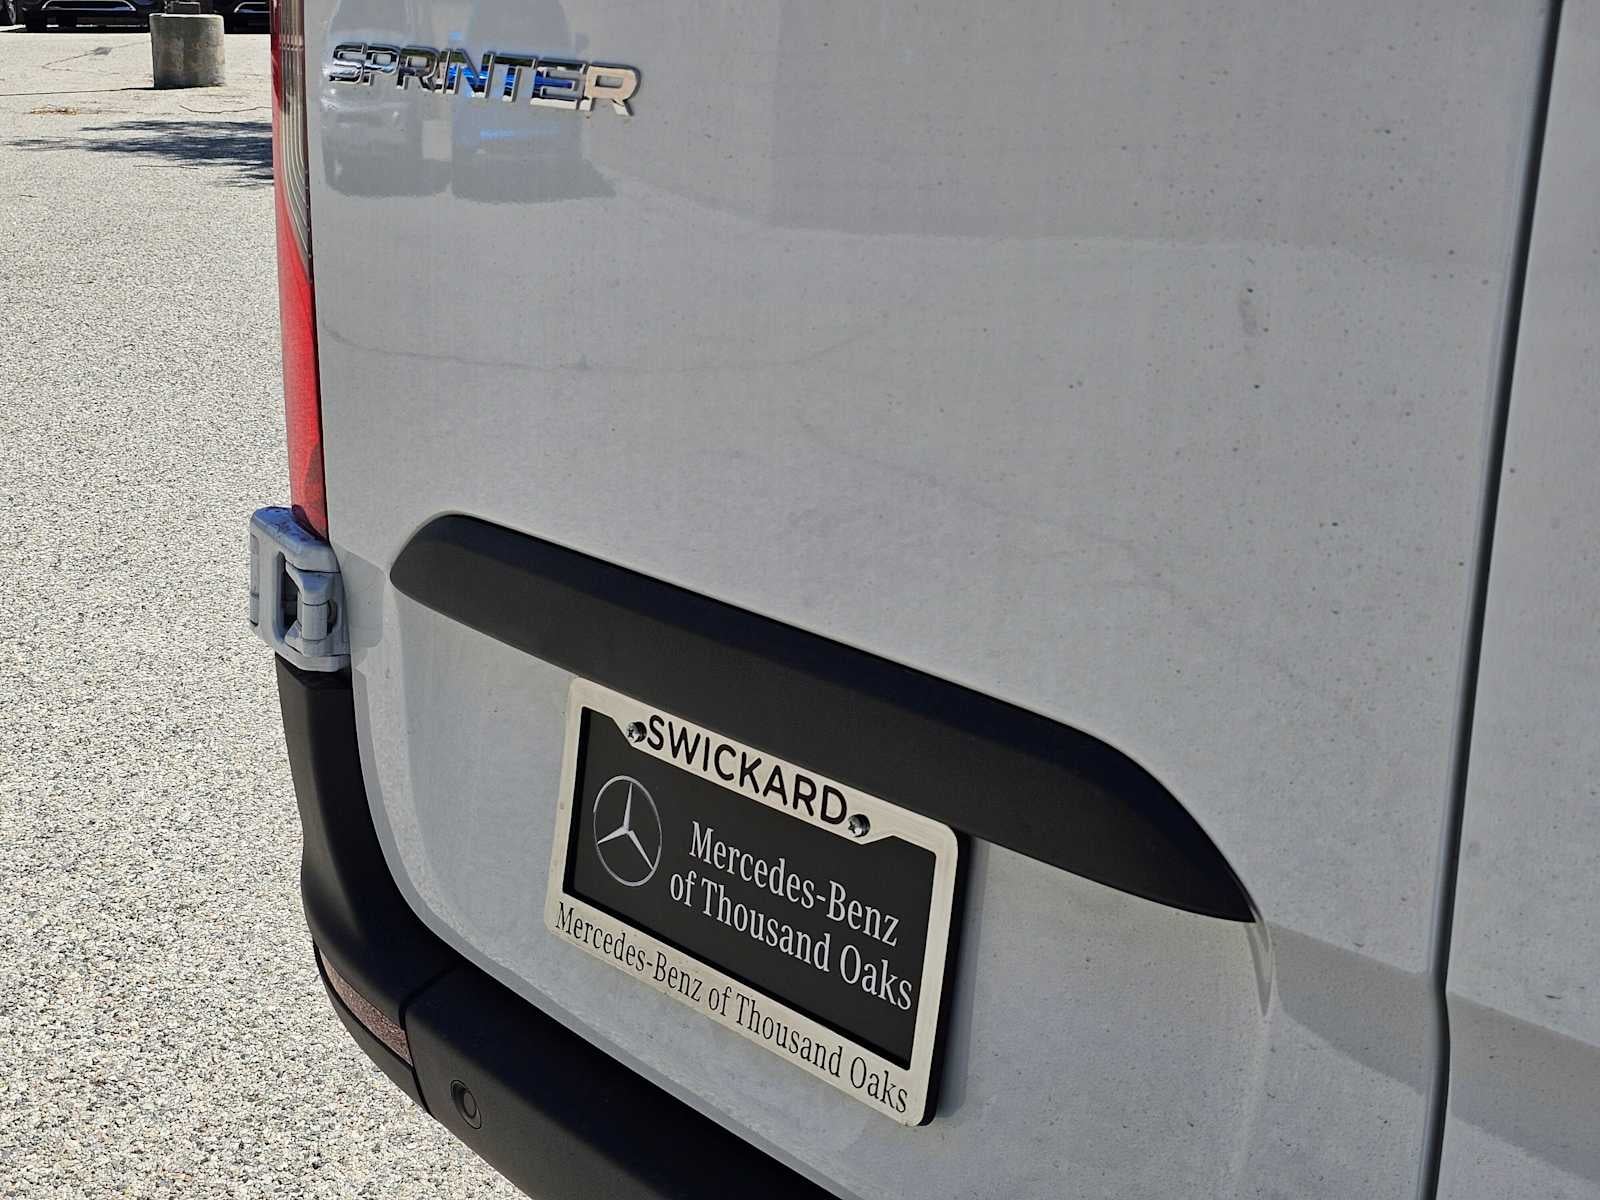 SPRINTER
SWICKARD
Mercedes-Benz
of Thousand Oaks
Mercedes-Benz of Thousand Oaks